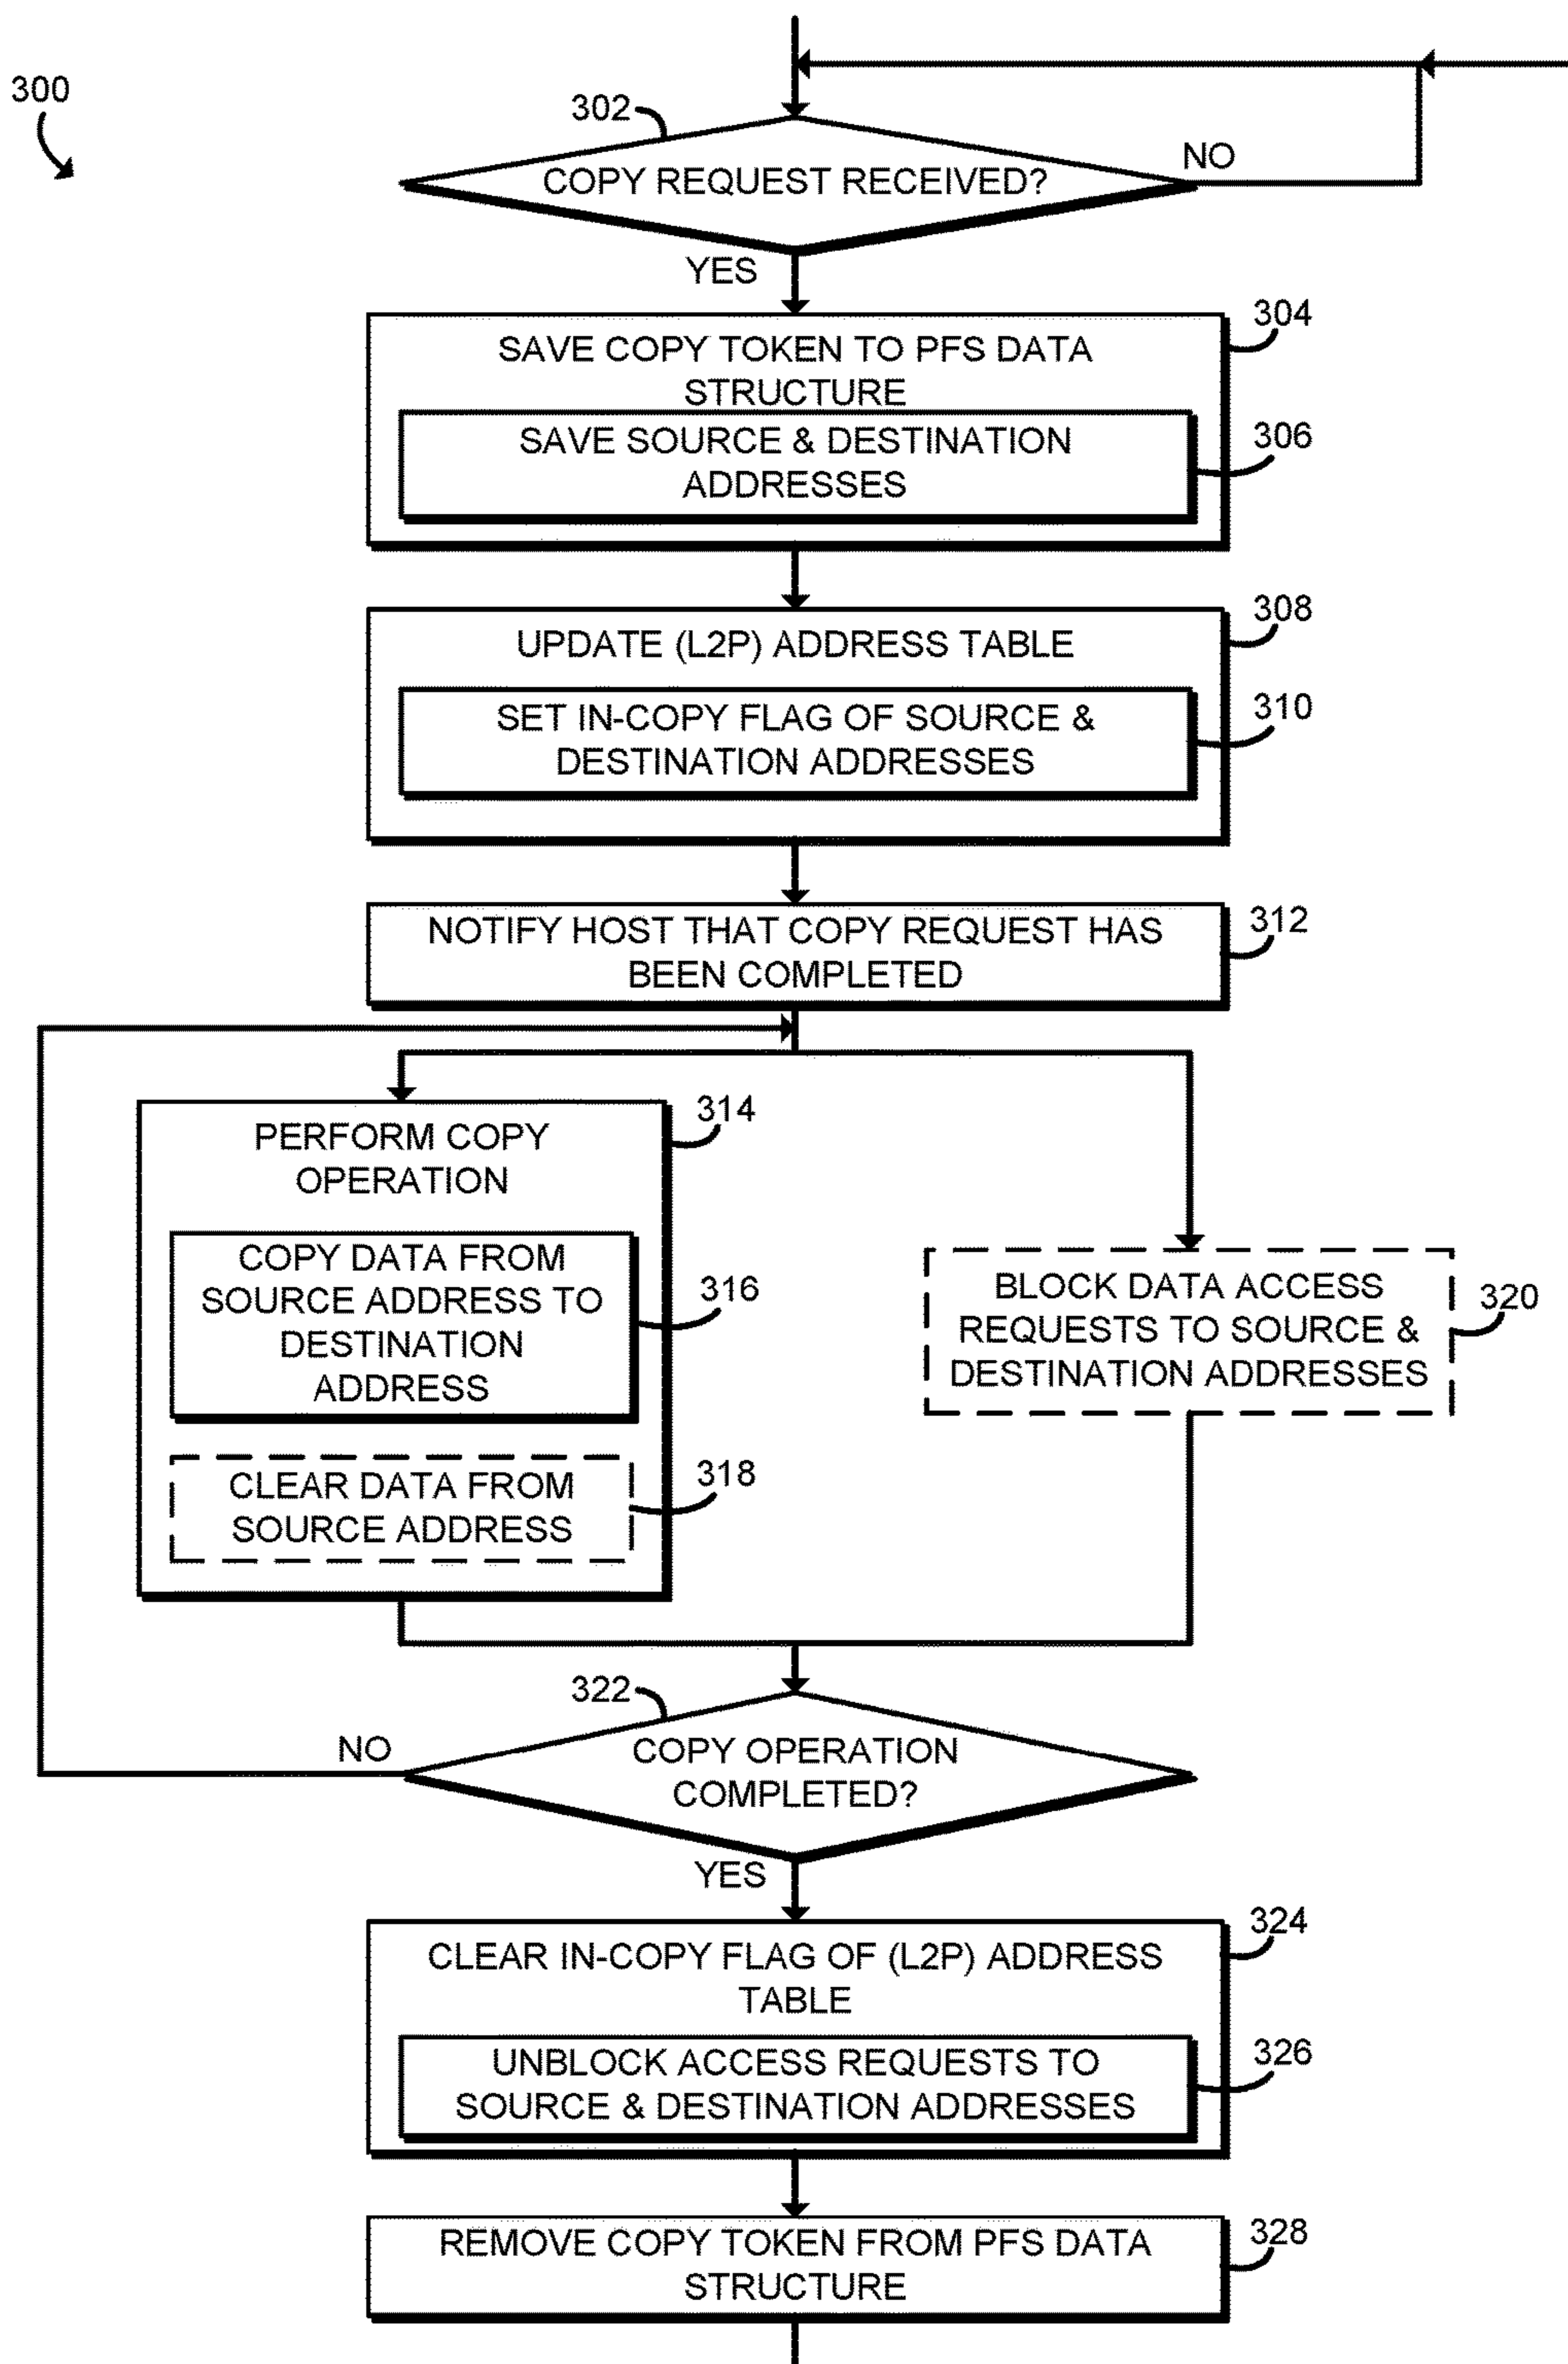 300
302
COPY REQUEST RECEIVED?
NO
YES
304
SAVE COPY TOKEN TO PFS DATA
STRUCTURE
306
SAVE SOURCE & DESTINATION
ADDRESSES
308
UPDATE (L2P) ADDRESS TABLE
310
SET IN-COPY FLAG OF SOURCE &
DESTINATION ADDRESSES
312
NOTIFY HOST THAT COPY REQUEST HAS
BEEN COMPLETED
314
PERFORM COPY
OPERATION
316
COPY DATA FROM
SOURCE ADDRESS TO
DESTINATION
ADDRESS
318
CLEAR DATA FROM
SOURCE ADDRESS
320
BLOCK DATA ACCESS
REQUESTS TO SOURCE &
DESTINATION ADDRESSES
322
COPY OPERATION
COMPLETED?
NO
YES
324
CLEAR IN-COPY FLAG OF (L2P) ADDRESS
TABLE
326
UNBLOCK ACCESS REQUESTS TO
SOURCE & DESTINATION ADDRESSES
328
REMOVE COPY TOKEN FROM PFS DATA
STRUCTURE